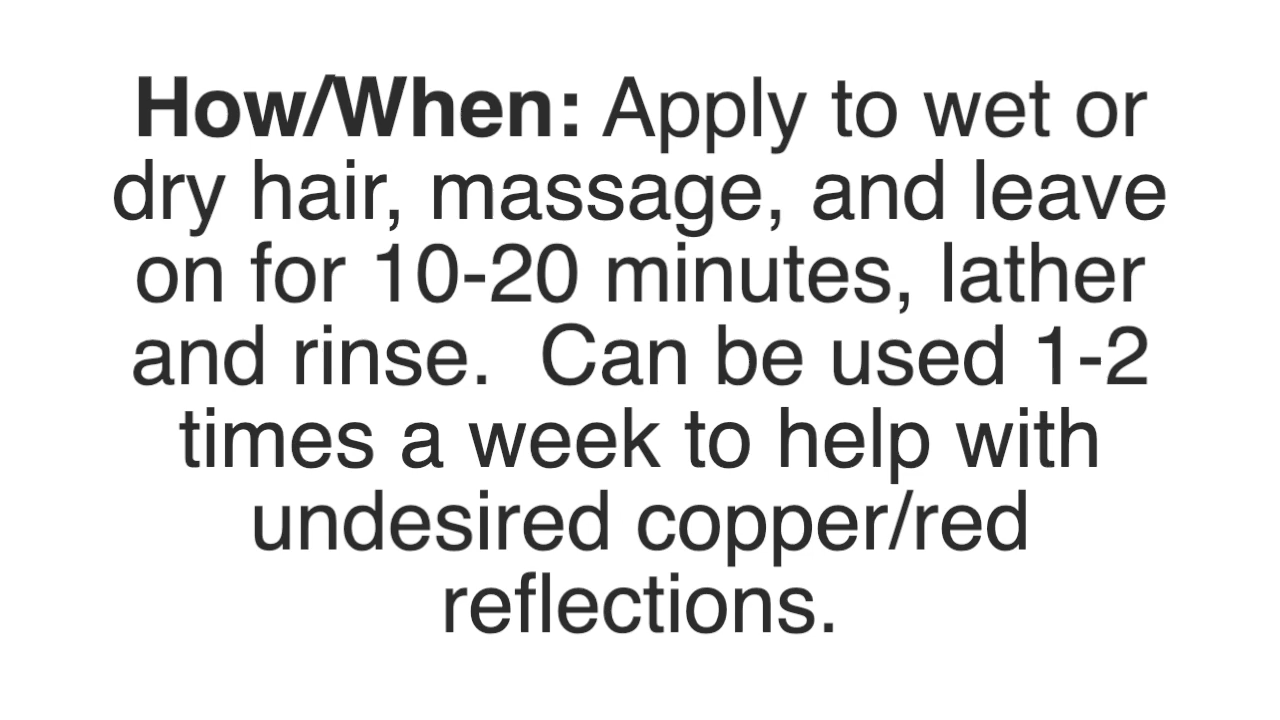 How/When: Apply to wet or
dry hair, massage, and leave
on for 10-20 minutes, lather
and rinse.  Can be used 1-2
times a week to help with
undesired copper/red
reflections.